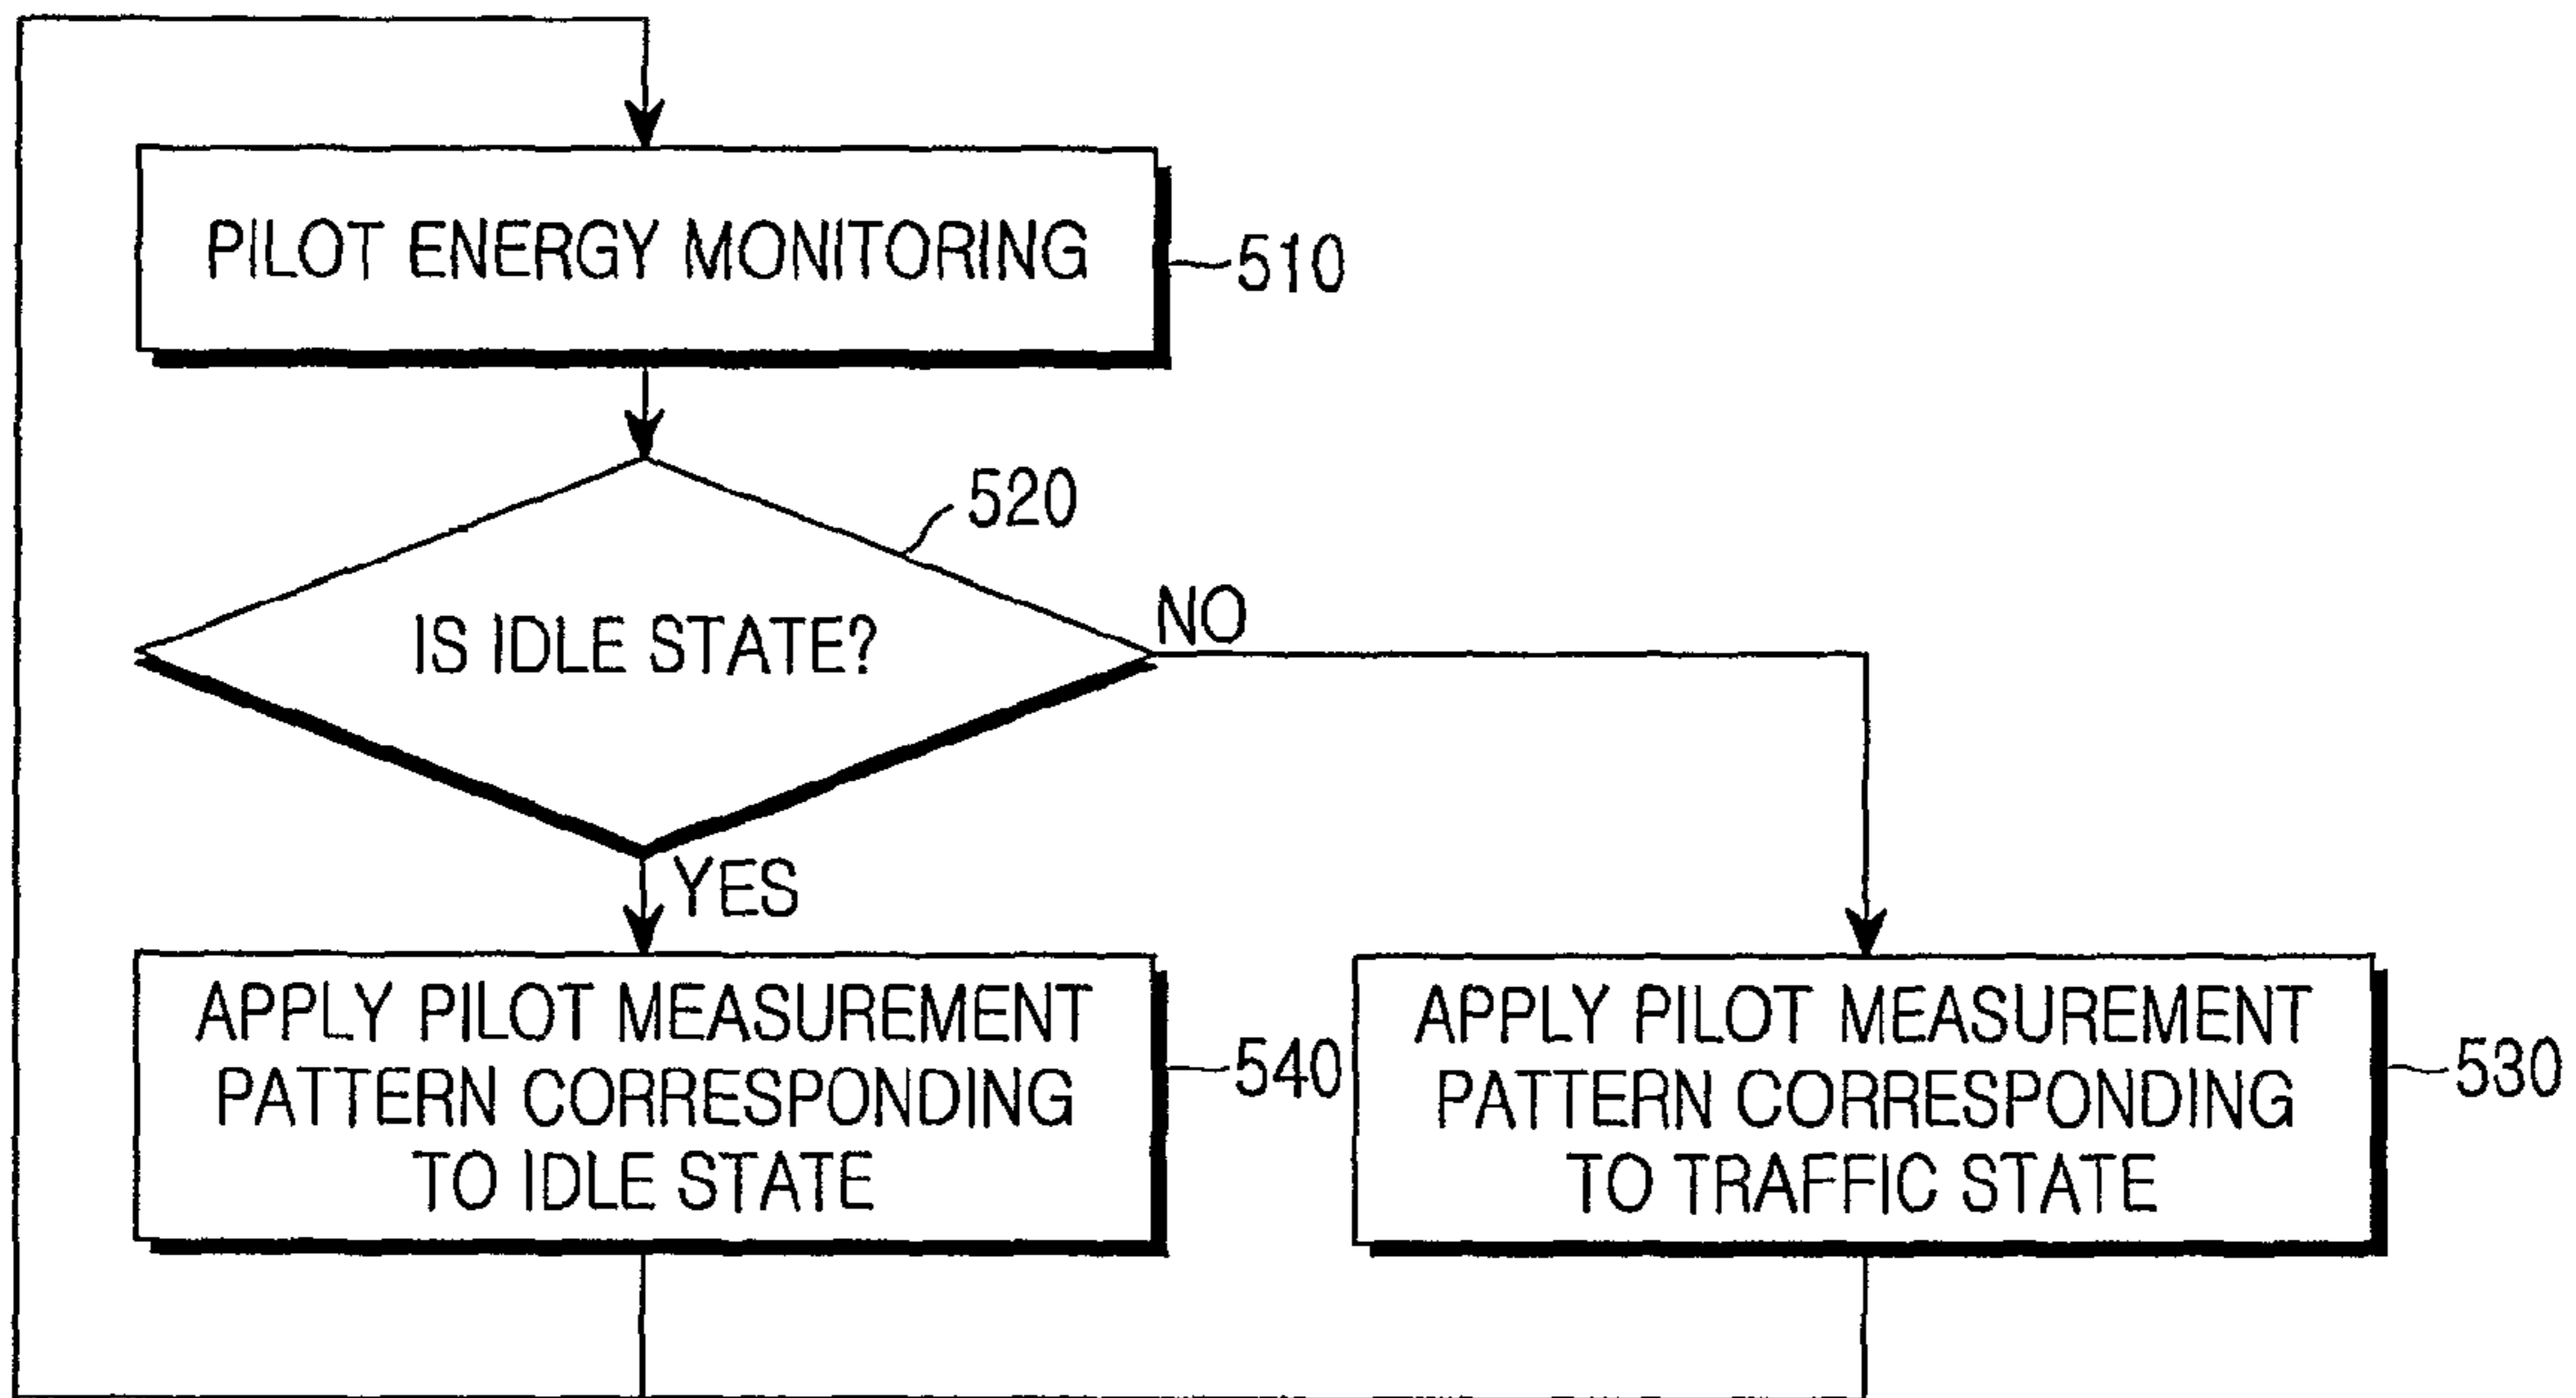 PILOT ENERGY MONITORING
510
520
IS IDLE STATE?
NO
YES
APPLY PILOT MEASUREMENT
PATTERN CORRESPONDING
TO IDLE STATE
540
APPLY PILOT MEASUREMENT
PATTERN CORRESPONDING
TO TRAFFIC STATE
530